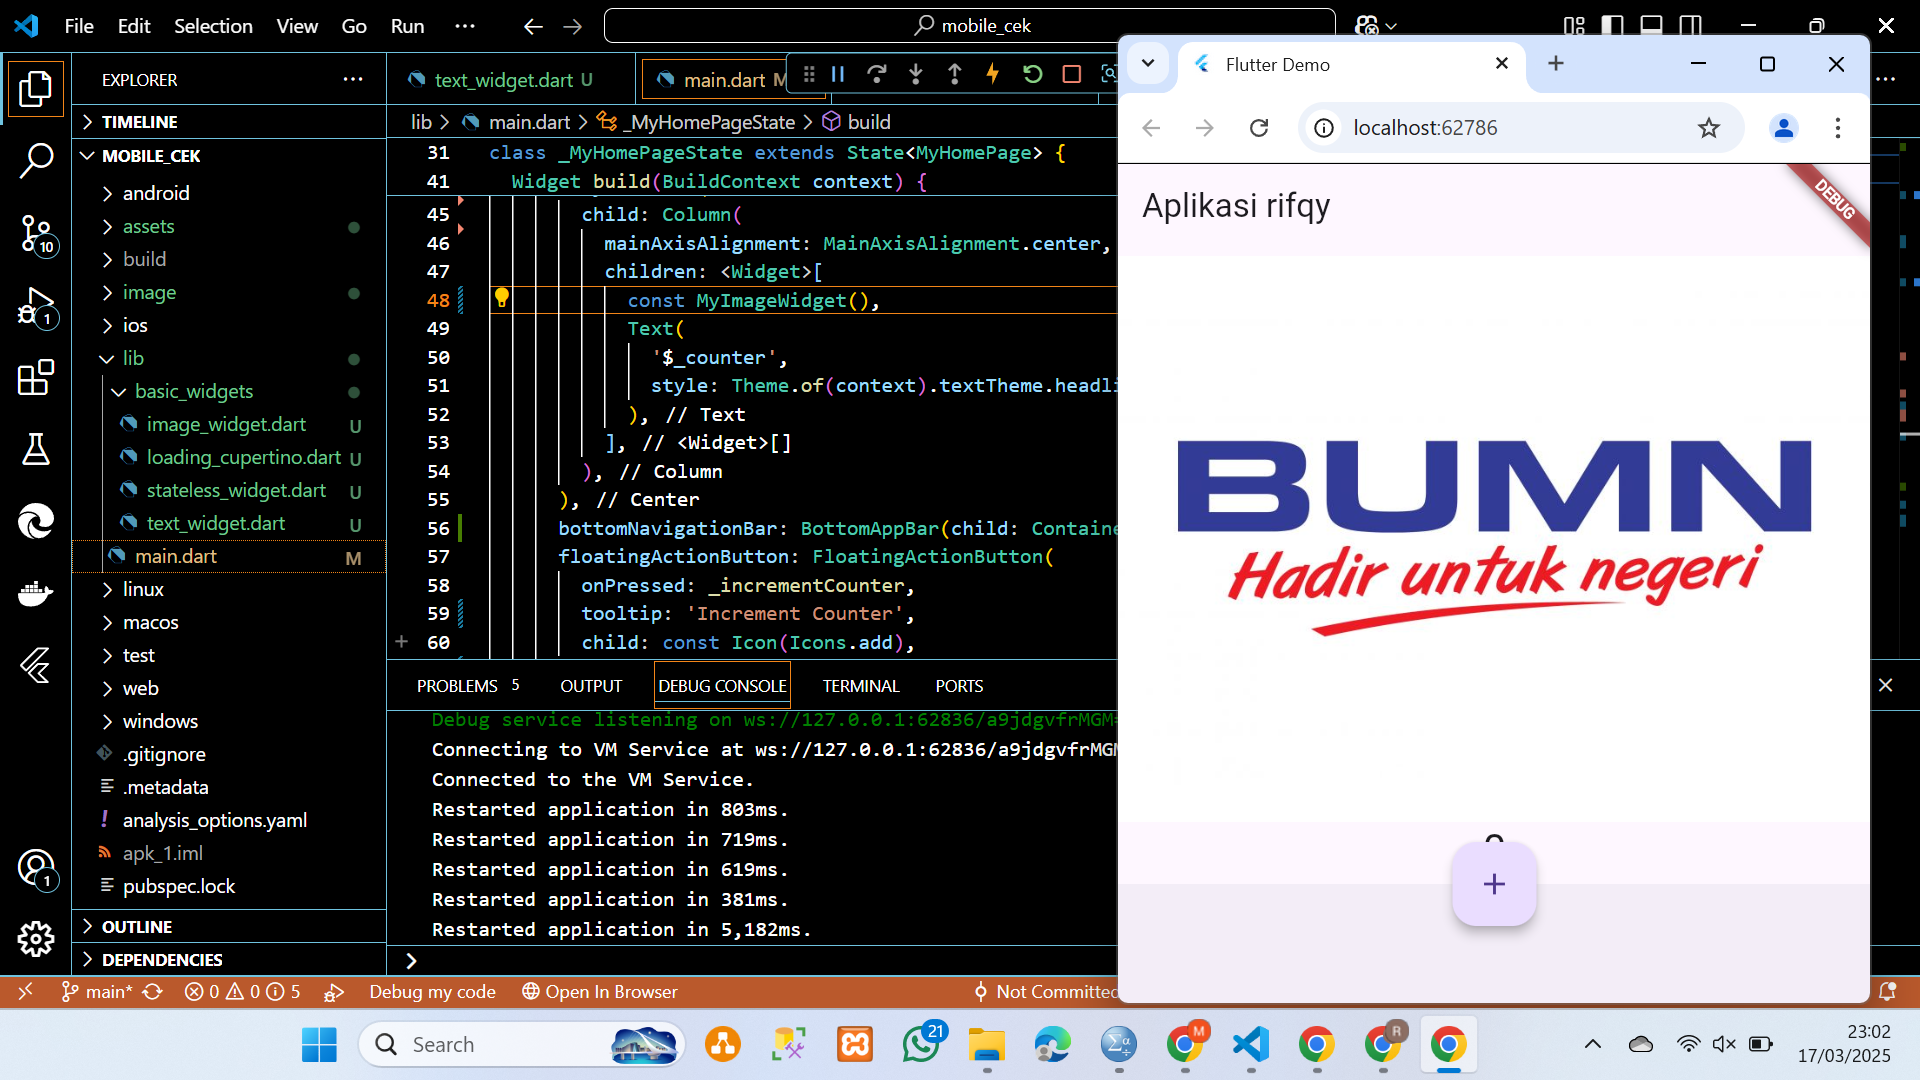 File Edit Selection View Go Run ···
mobile_cek
EXPLORER
TIMELINE
MOBILE_CEK
android
assets
build
image
ios
lib
basic_widgets
image_widget.dart U
loading_cupertino.dart U
stateless_widget.dart U
text_widget.dart U
main.dart M
linux
macos
test
web
windows
.gitignore
.metadata
analysis_options.yaml
apk_1.iml
pubspec.lock
OUTLINE
DEPENDENCIES
10
1
1
text_widget.dart U
main.dart M
lib > main.dart > _MyHomePageState > build
31 class _MyHomePageState extends State<MyHomePage> {
41 Widget build(BuildContext context) {
45 child: Column(
46 mainAxisAlignment: MainAxisAlignment.center,
47 children: <Widget>[
48 const MyImageWidget(),
49 Text(
50 '$_counter',
51 style: Theme.of(context).textTheme.headli
52 ), // Text
53 ], // <Widget>[]
54 ), // Column
55 ), // Center
56 bottomNavigationBar: BottomAppBar(child: Containe
57 floatingActionButton: FloatingActionButton(
58 onPressed: _incrementCounter,
59 tooltip: 'Increment Counter',
60 child: const Icon(Icons.add),
PROBLEMS 5 OUTPUT DEBUG CONSOLE TERMINAL PORTS
Debug service listening on ws://127.0.0.1:62836/a9jdgvfrMGM=
Connecting to VM Service at ws://127.0.0.1:62836/a9jdgvfrMGM
Connected to the VM Service.
Restarted application in 803ms.
Restarted application in 719ms.
Restarted application in 619ms.
Restarted application in 381ms.
Restarted application in 5,182ms.
main* 0 0 5 Debug my code Open In Browser Not Committed
Flutter Demo
localhost:62786
Aplikasi rifqy
DEBUG
BUMN
Hadir untuk negeri
+
Search
21
M
R
23:02
17/03/2025